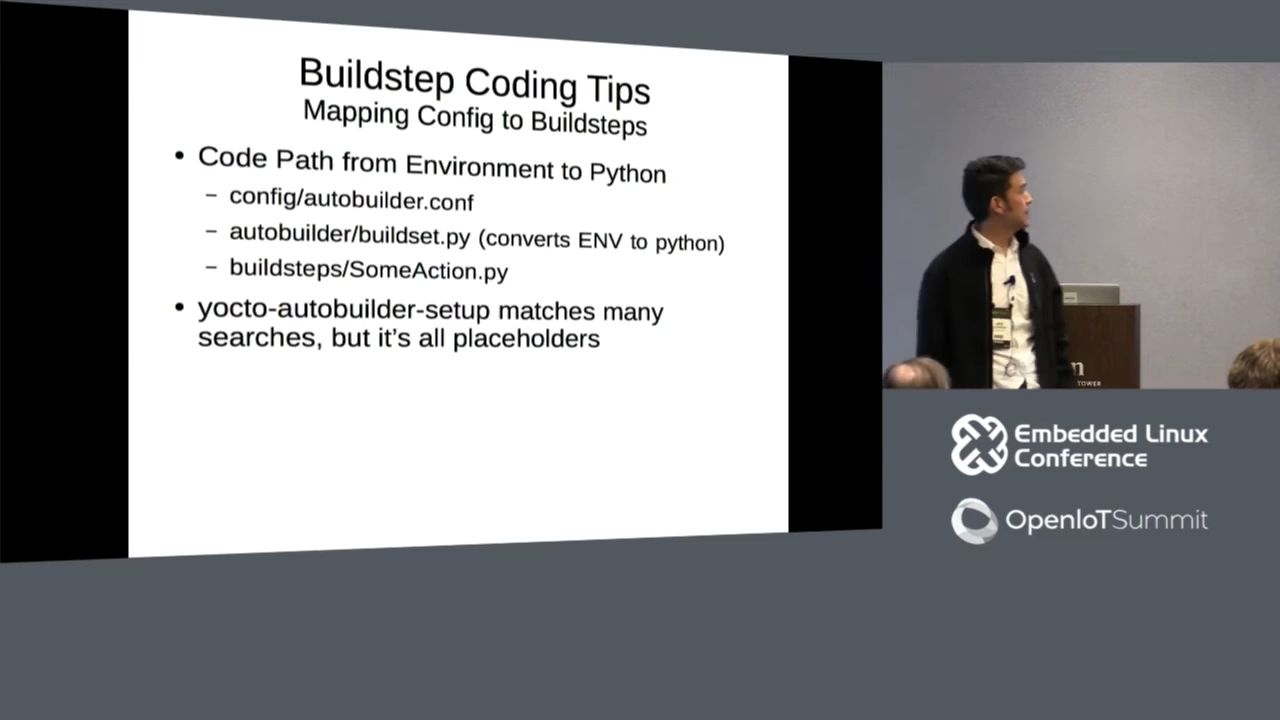 Buildstep Coding Tips
Mapping Config to Buildsteps
• Code Path from Environment to Python
– config/autobuilder.conf
– autobuilder/buildset.py (converts ENV to python)
– buildsteps/SomeAction.py
• yocto-autobuilder-setup matches many
searches, but it's all placeholders
n
TOWER
Embedded Linux
Conference
OpenIoTSummit